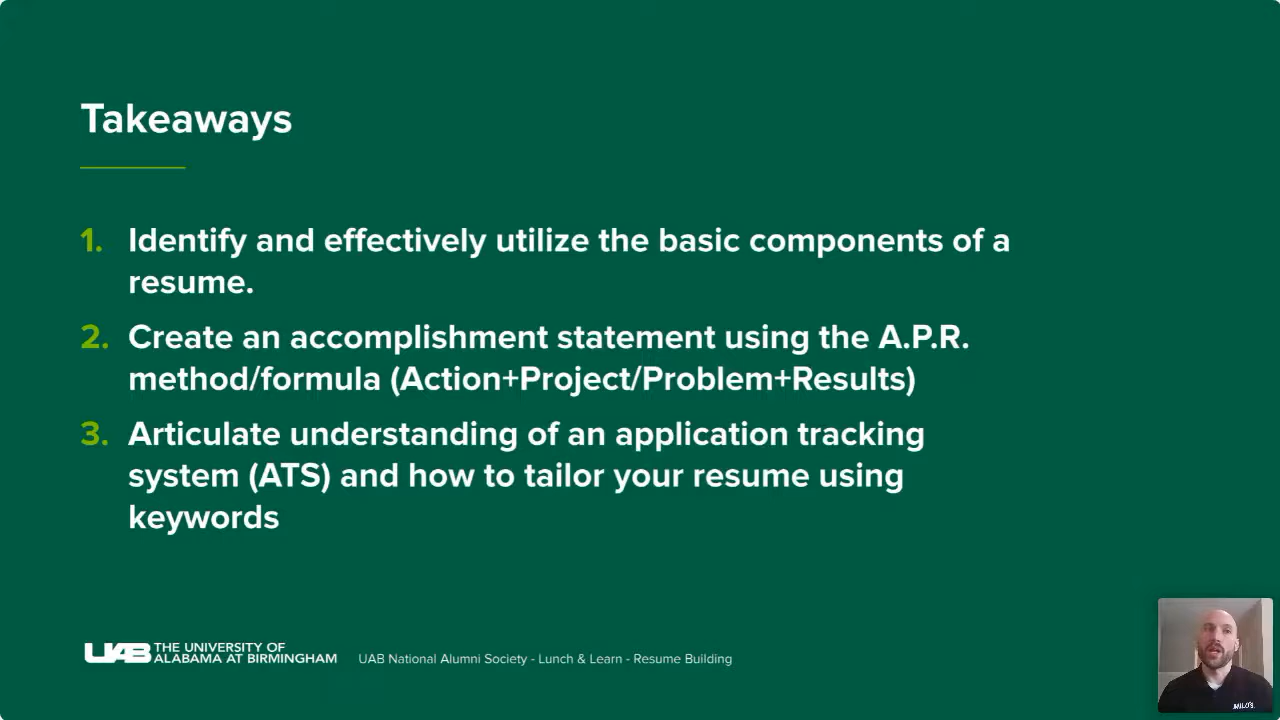 Takeaways
1. Identify and effectively utilize the basic components of a
resume.
2. Create an accomplishment statement using the A.P.R.
method/formula (Action+Project/Problem+Results)
3. Articulate understanding of an application tracking
system (ATS) and how to tailor your resume using
keywords
UAB THE UNIVERSITY OF
ALABAMA AT BIRMINGHAM
UAB National Alumni Society - Lunch & Learn - Resume Building
MILO'S